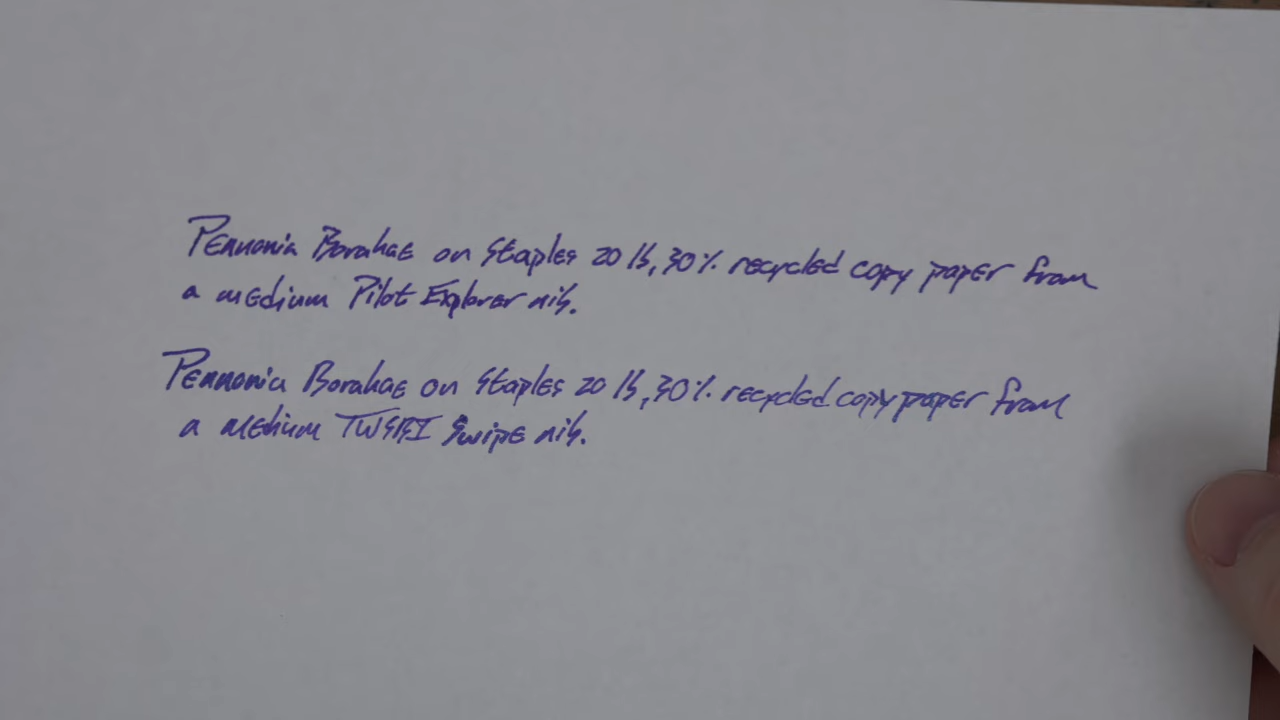 Pennonia Borahae on Staples 20 lb, 30% recycled copy paper from
a medium Pilot Explorer nib.
Pennonia Borahae on Staples 20 lb, 30% recycled copy paper from
a medium TWSBI Swipe nib.